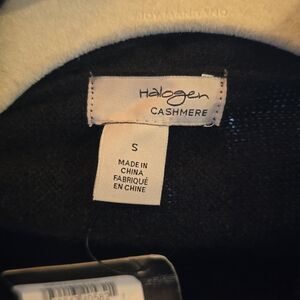 Halogen
CASHMERE
S
MADE IN
CHINA
FABRIQUÉ
EN CHINE